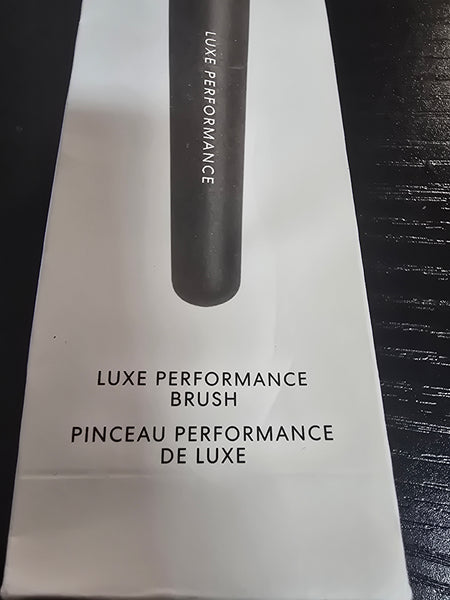 LUXE PERFORMANCE
LUXE PERFORMANCE
BRUSH
PINCEAU PERFORMANCE
DE LUXE